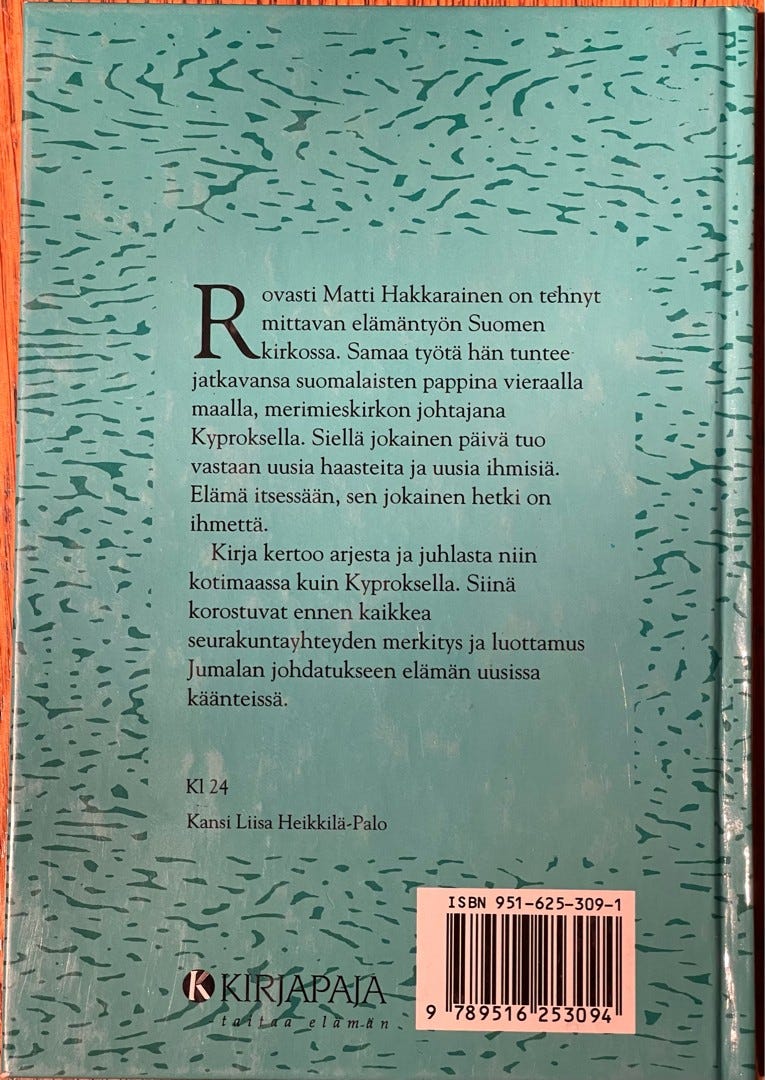 Rovasti Matti Hakkarainen on tehnyt
mittavan elämäntyön Suomen
kirkossa. Samaa työtä hän tuntee
jatkavansa suomalaisten pappina vieraalla
maalla, merimieskirkon johtajana
Kyproksella. Siellä jokainen päivä tuo
vastaan uusia haasteita ja uusia ihmisiä.
Elämä itsessään, sen jokainen hetki on
ihmettä.
Kirja kertoo arjesta ja juhlasta niin
kotimaassa kuin Kyproksella. Siinä
korostuvat ennen kaikkea
seurakuntayhteyden merkitys ja luottamus
Jumalan johdatukseen elämän uusissa
käänteissä.
Kl 24
Kansi Liisa Heikkilä-Palo
ISBN 951-625-309-1
K KIRJAPAJA
taitaa elämän
9 789516 253094